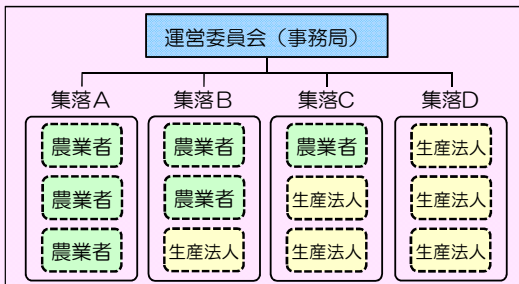 運営委員会（事務局）
集落A 集落B 集落C 集落D
農業者 農業者 農業者 生産法人
農業者 農業者 生産法人 生産法人
農業者 生産法人 生産法人 生産法人